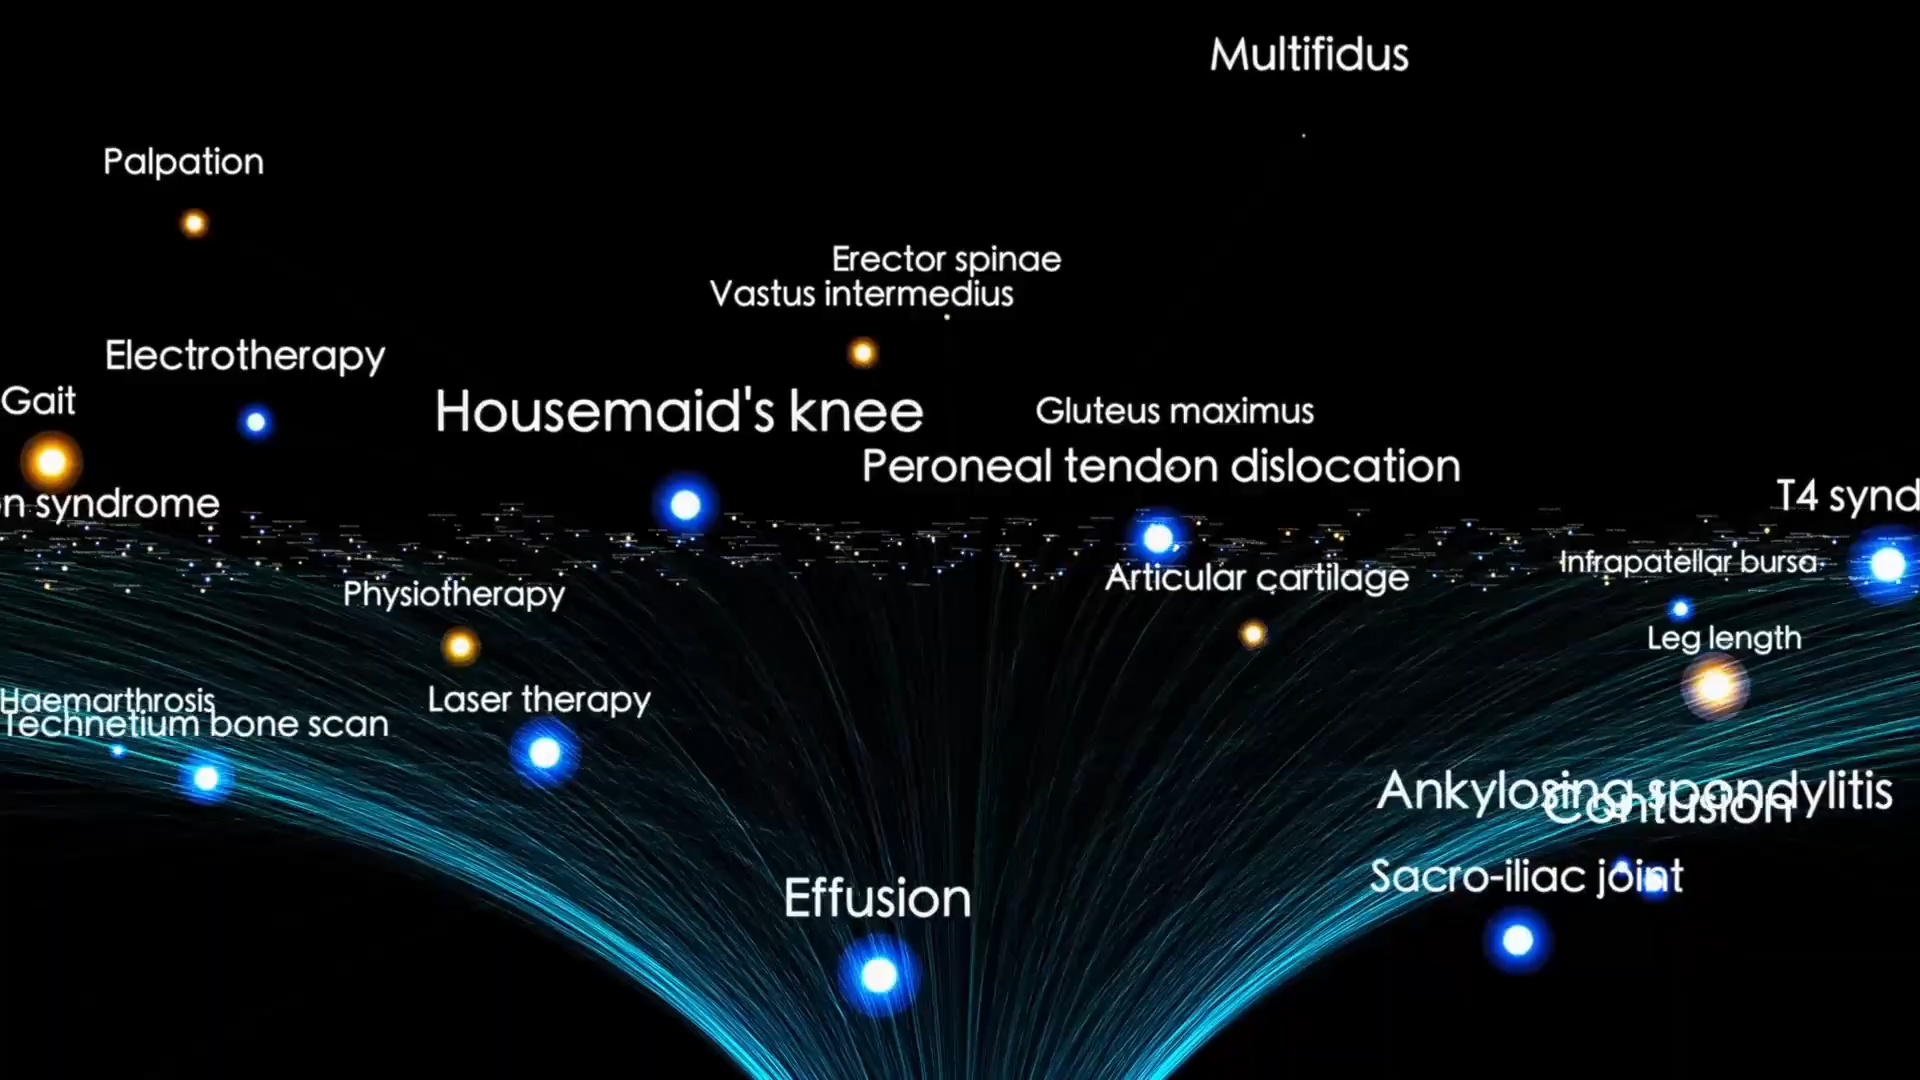 Multifidus
Palpation
Erector spinae
Vastus intermedius
Electrotherapy
Gait
Housemaid's knee
Gluteus maximus
Peroneal tendon dislocation
n syndrome
T4 synd
Infrapatellar bursa
Articular cartilage
Physiotherapy
Leg length
Haemarthrosis
Laser therapy
Technetium bone scan
Ankylosing spondylitis
Contusion
Sacro-iliac joint
Effusion